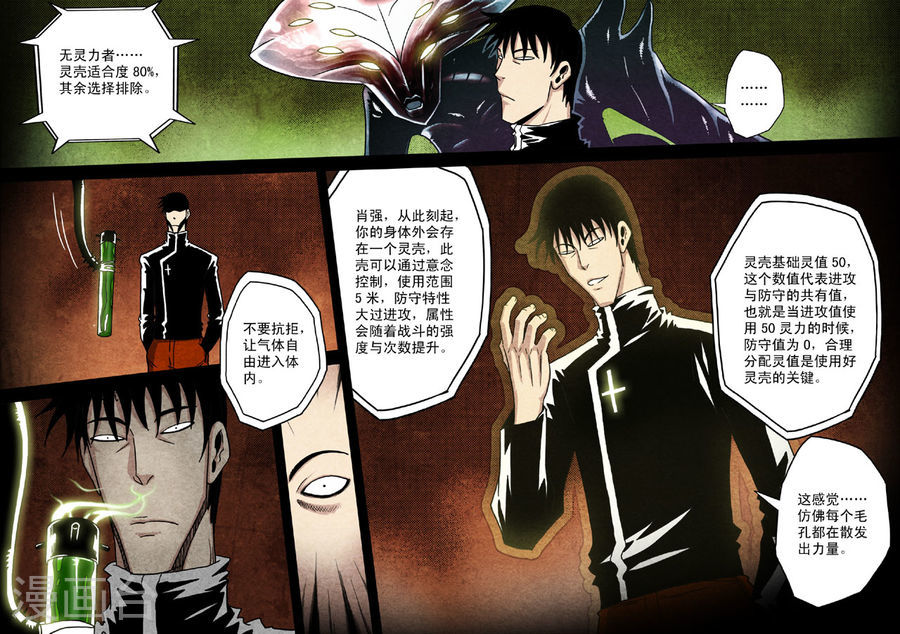 无灵力者……
灵壳适合度 80%，
其余选择排除。
……
……
不要抗拒，
让气体自
由进入体
内。
肖强，从此刻起，
你的身体外会存
在一个灵壳，此
壳可以通过意念
控制，使用范围
5 米，防守特性
大过进攻，属性
会随着战斗的强
度与次数提升。
灵壳基础灵值 50，
这个数值代表进攻
与防守的共有值，
也就是当进攻值使
用 50 灵力的时候，
防守值为 0，合理
分配灵值是使用好
灵壳的关键。
这感觉……
仿佛每个毛
孔都在散发
出力量。
漫画台